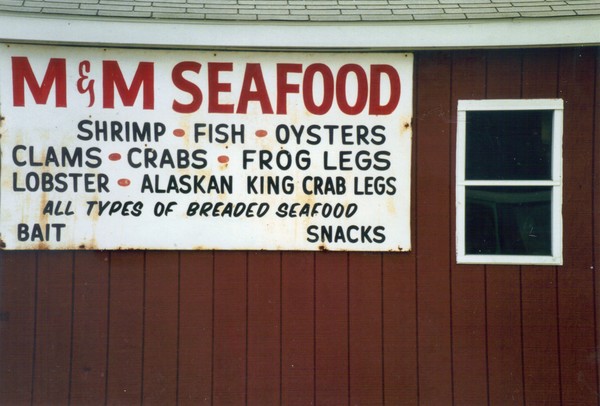 M & M SEAFOOD
SHRIMP • FISH • OYSTERS
CLAMS • CRABS • FROG LEGS
LOBSTER • ALASKAN KING CRAB LEGS
ALL TYPES OF BREADED SEAFOOD
BAIT SNACKS